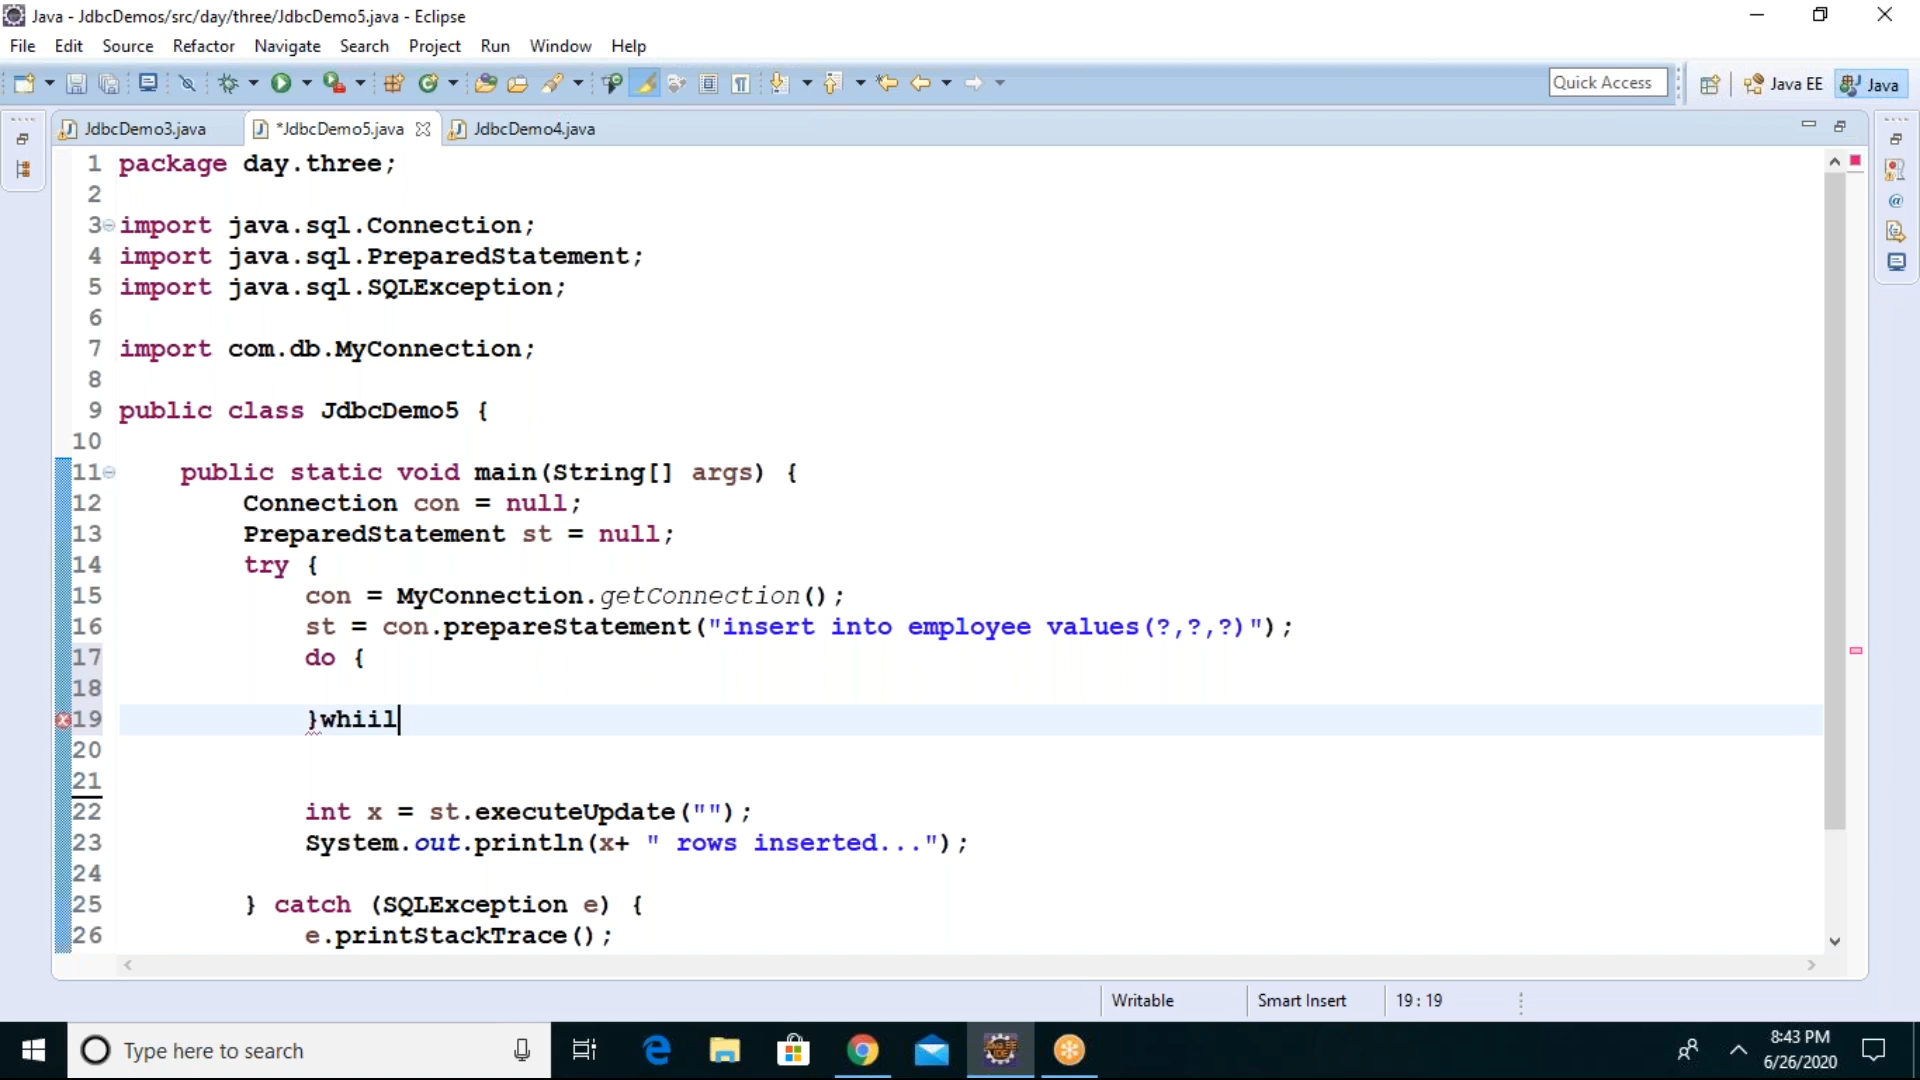 Java - JdbcDemos/src/day/three/JdbcDemo5.java - Eclipse
File Edit Source Refactor Navigate Search Project Run Window Help
Quick Access Java EE Java
JdbcDemo3.java *JdbcDemo5.java JdbcDemo4.java
1 package day.three;
2
3 import java.sql.Connection;
4 import java.sql.PreparedStatement;
5 import java.sql.SQLException;
6
7 import com.db.MyConnection;
8
9 public class JdbcDemo5 {
10
11 public static void main(String[] args) {
12 Connection con = null;
13 PreparedStatement st = null;
14 try {
15 con = MyConnection.getConnection();
16 st = con.prepareStatement("insert into employee values(?,?,?)");
17 do {
18
19 }whiil
20
21
22 int x = st.executeUpdate("");
23 System.out.println(x+ " rows inserted...");
24
25 } catch (SQLException e) {
26 e.printStackTrace();
Writable Smart Insert 19 : 19
Type here to search
8:43 PM
6/26/2020